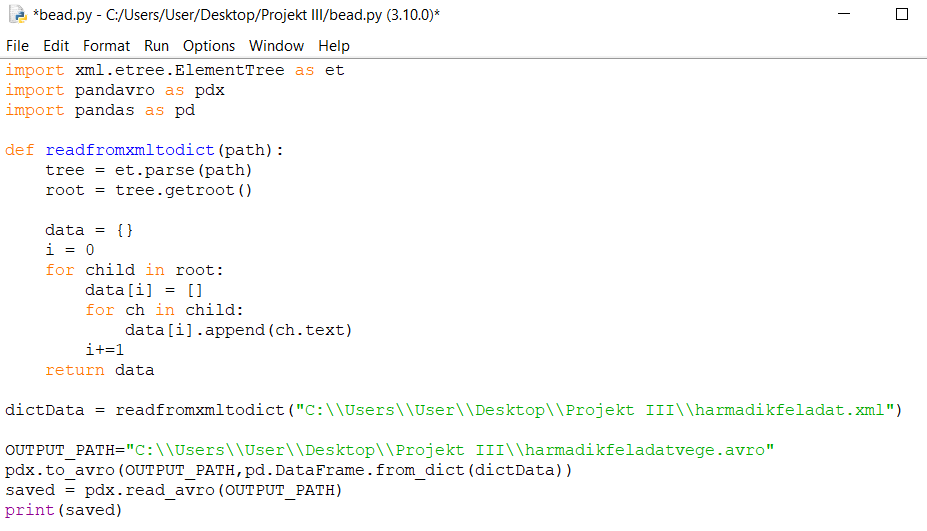 *bead.py - C:/Users/User/Desktop/Projekt III/bead.py (3.10.0)*
File Edit Format Run Options Window Help
import xml.etree.ElementTree as et
import pandavro as pdx
import pandas as pd
def readfromxmltodict(path):
    tree = et.parse(path)
    root = tree.getroot()
    data = {}
    i = 0
    for child in root:
        data[i] = []
        for ch in child:
            data[i].append(ch.text)
        i+=1
    return data
dictData = readfromxmltodict("C:\\Users\\User\\Desktop\\Projekt III\\harmadikfeladat.xml")
OUTPUT_PATH="C:\\Users\\User\\Desktop\\Projekt III\\harmadikfeladatvege.avro"
pdx.to_avro(OUTPUT_PATH,pd.DataFrame.from_dict(dictData))
saved = pdx.read_avro(OUTPUT_PATH)
print(saved)